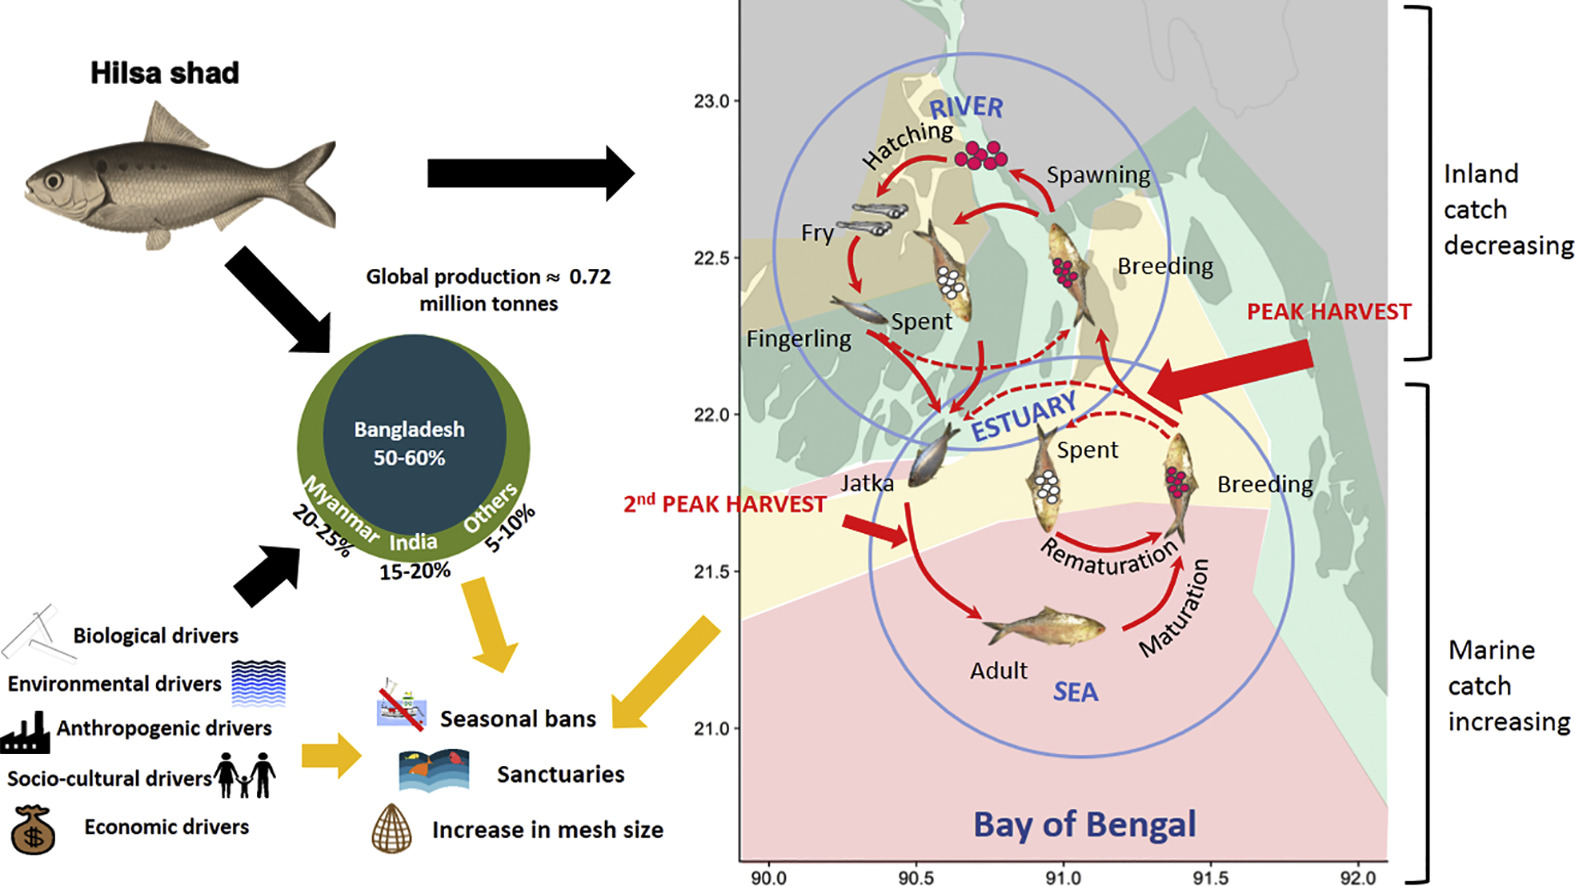 Hilsa shad
Global production ≈ 0.72
million tonnes
Bangladesh
50-60%
Myanmar
20-25%
India
15-20%
Others
5-10%
Biological drivers
Environmental drivers
Anthropogenic drivers
Socio-cultural drivers
Economic drivers
$
Seasonal bans
Sanctuaries
Increase in mesh size
23.0
22.5
22.0
21.5
21.0
90.0
90.5
91.0
91.5
92.0
RIVER
Hatching
Spawning
Fry
Breeding
Fingerling
Spent
PEAK HARVEST
ESTUARY
Spent
Jatka
Breeding
2nd PEAK HARVEST
Rematuration
Maturation
Adult
SEA
Bay of Bengal
Inland
catch
decreasing
Marine
catch
increasing